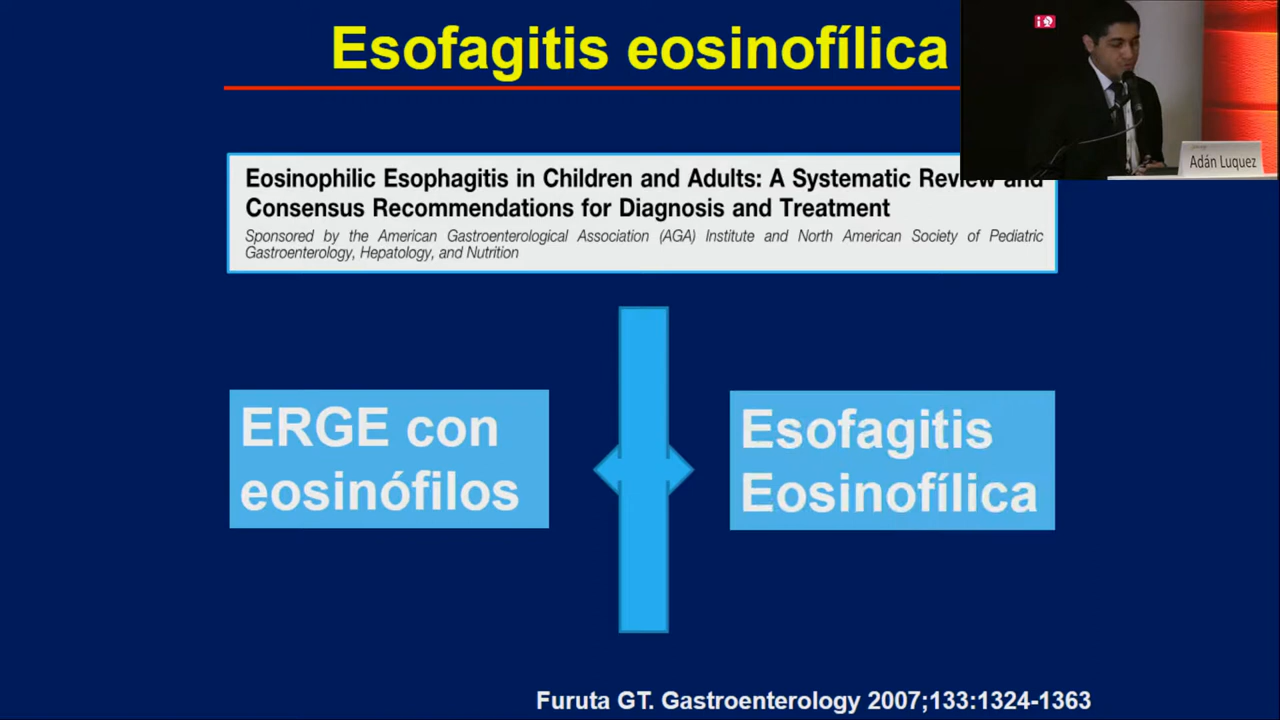 Esofagitis eosinofílica
Adán Luquez
Eosinophilic Esophagitis in Children and Adults: A Systematic Review and
Consensus Recommendations for Diagnosis and Treatment
Sponsored by the American Gastroenterological Association (AGA) Institute and North American Society of Pediatric
Gastroenterology, Hepatology, and Nutrition
ERGE con
eosinófilos
Esofagitis
Eosinofílica
Furuta GT. Gastroenterology 2007;133:1324-1363